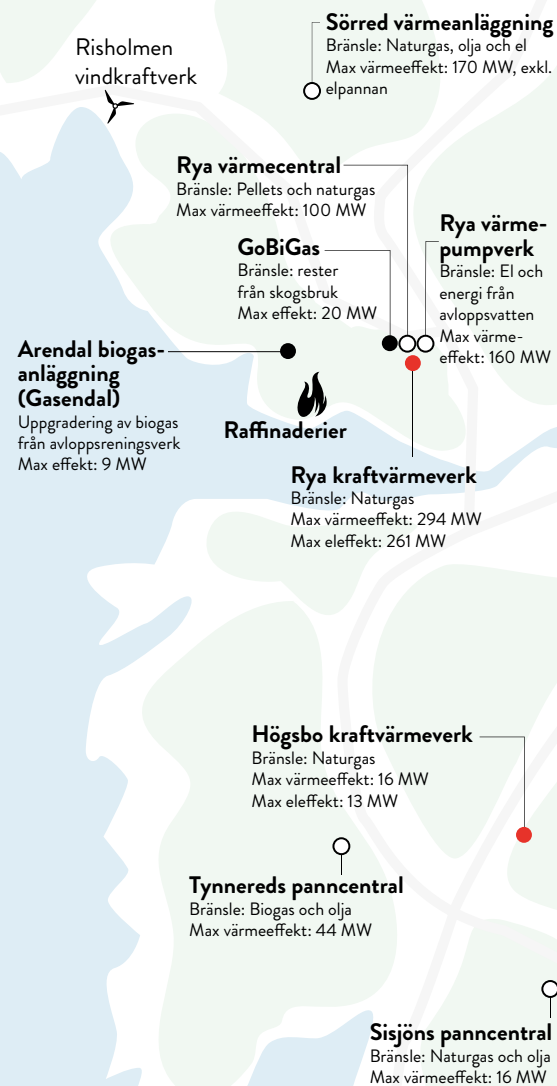 Sörred värmeanläggning
Bränsle: Naturgas, olja och el
Max värmeeffekt: 170 MW, exkl.
elpannan
Risholmen
vindkraftverk
Rya värmecentral
Bränsle: Pellets och naturgas
Max värmeeffekt: 100 MW
Rya värme-
pumpverk
Bränsle: El och
energi från
avloppsvatten
Max värme-
effekt: 160 MW
GoBiGas
Bränsle: rester
från skogsbruk
Max effekt: 20 MW
Arendal biogas-
anläggning
(Gasendal)
Uppgradering av biogas
från avloppsreningsverk
Max effekt: 9 MW
Raffinaderier
Rya kraftvärmeverk
Bränsle: Naturgas
Max värmeeffekt: 294 MW
Max eleffekt: 261 MW
Högsbo kraftvärmeverk
Bränsle: Naturgas
Max värmeeffekt: 16 MW
Max eleffekt: 13 MW
Tynnereds panncentral
Bränsle: Biogas och olja
Max värmeeffekt: 44 MW
Sisjöns panncentral
Bränsle: Naturgas och olja
Max värmeeffekt: 16 MW